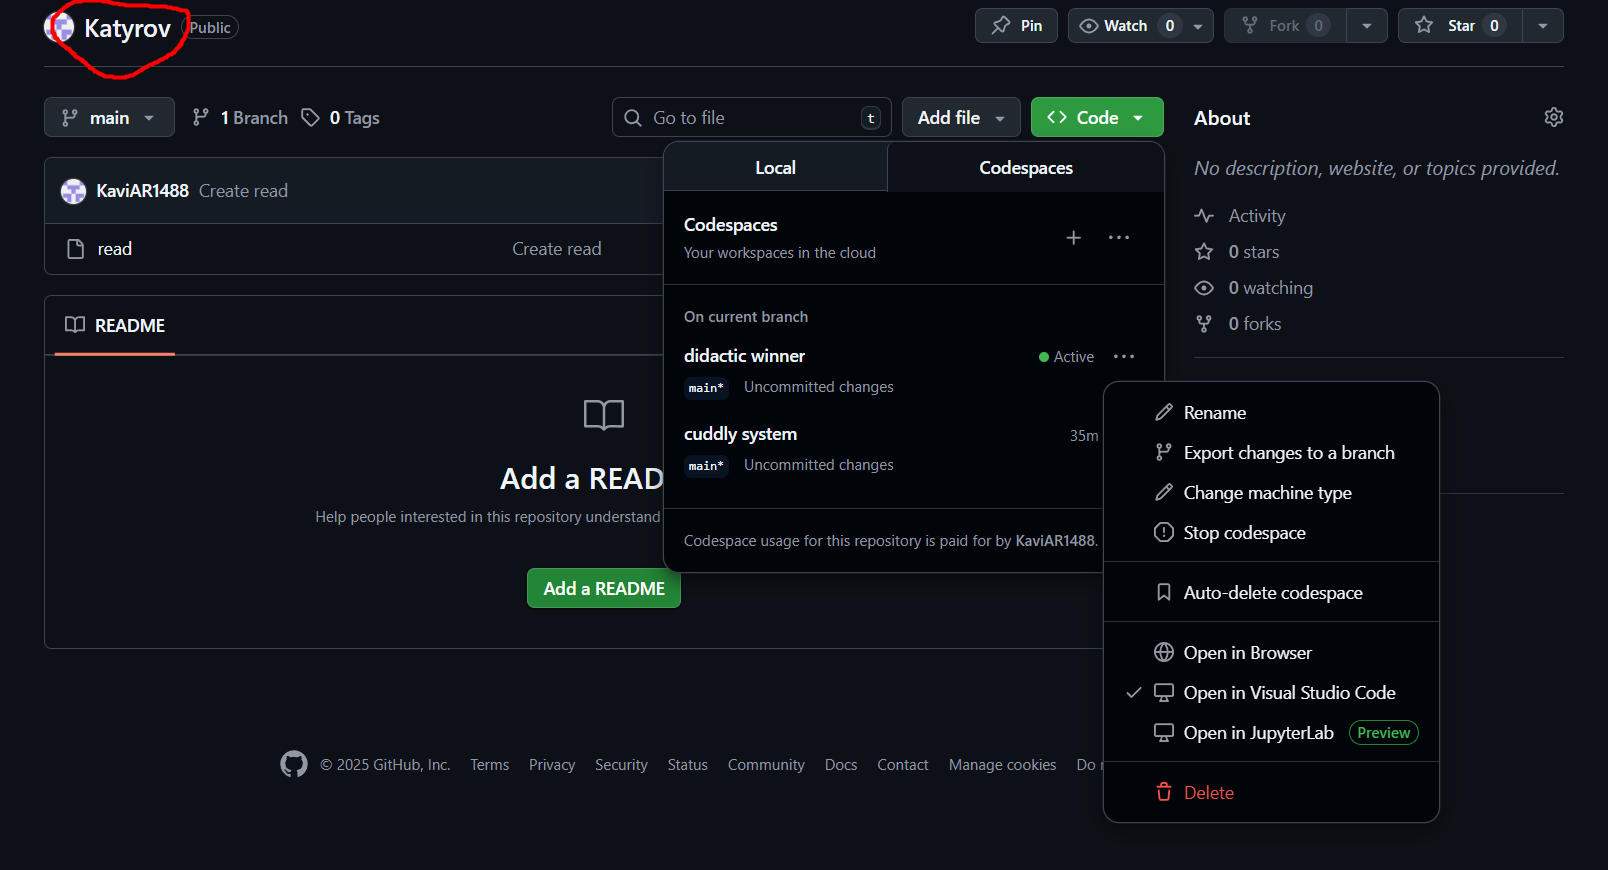 Katyrov Public
Pin
Watch 0
Fork 0
Star 0
main
1 Branch
0 Tags
Go to file t
Add file
Code
About
No description, website, or topics provided.
Activity
0 stars
0 watching
0 forks
KaviAR1488 Create read
read Create read
README
Add a READ
Help people interested in this repository understand
Add a README
Local Codespaces
Codespaces
Your workspaces in the cloud
On current branch
didactic winner Active
main* Uncommitted changes
cuddly system 35m
main* Uncommitted changes
Codespace usage for this repository is paid for by KaviAR1488.
Rename
Export changes to a branch
Change machine type
Stop codespace
Auto-delete codespace
Open in Browser
Open in Visual Studio Code
Open in JupyterLab Preview
Delete
© 2025 GitHub, Inc. Terms Privacy Security Status Community Docs Contact Manage cookies Do